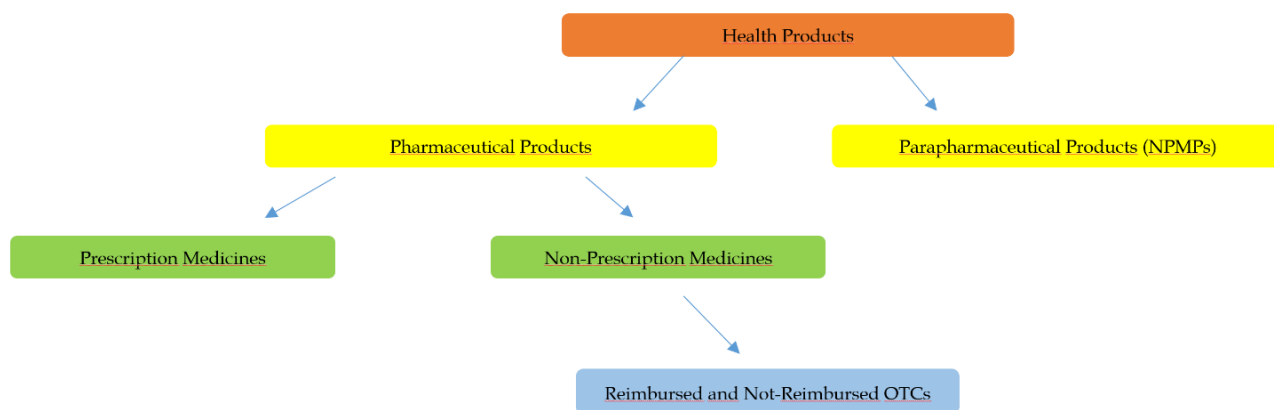 Health Products
Pharmaceutical Products
Parapharmaceutical Products (NPMPs)
Prescription Medicines
Non-Prescription Medicines
Reimbursed and Not-Reimbursed OTCs